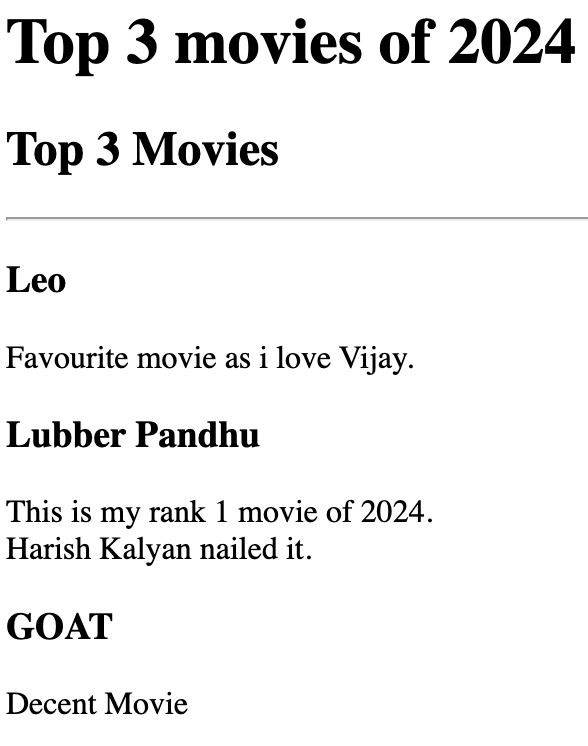 Top 3 movies of 2024
Top 3 Movies
Leo
Favourite movie as i love Vijay.
Lubber Pandhu
This is my rank 1 movie of 2024.
Harish Kalyan nailed it.
GOAT
Decent Movie